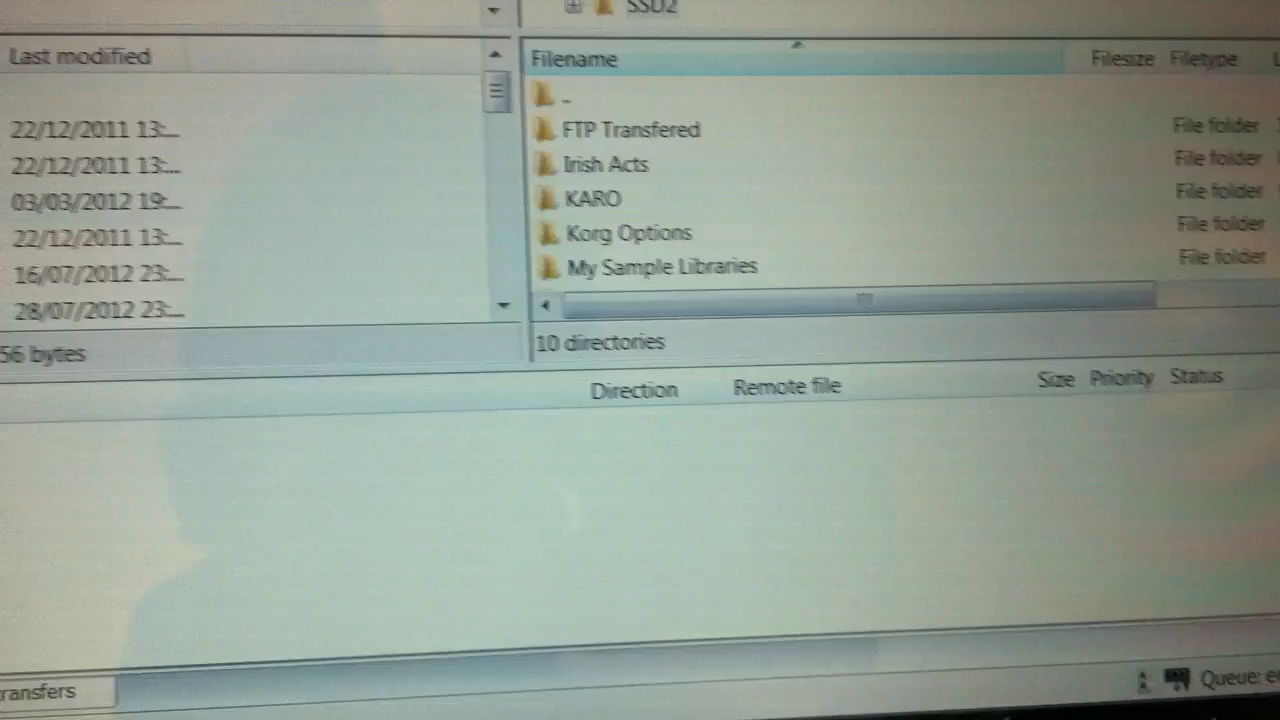 SSD2
Last modified
22/12/2011 13:...
22/12/2011 13:...
03/03/2012 19:...
22/12/2011 13:...
16/07/2012 23:...
28/07/2012 23:...
56 bytes
Filename Filesize Filetype
..
FTP Transfered File folder
Irish Acts File folder
KARO File folder
Korg Options File folder
My Sample Libraries File folder
10 directories
Direction Remote file Size Priority Status
ransfers
Queue: e